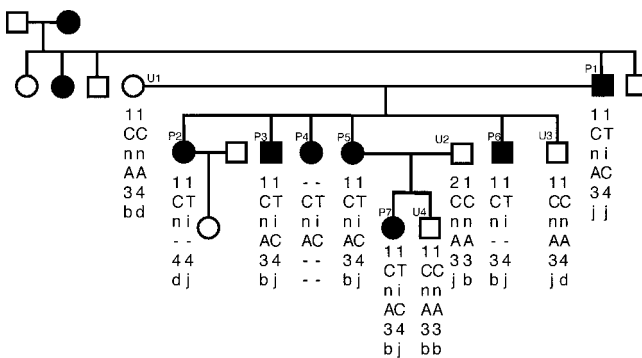 U1
11
CC
nn
AA
34
bd
P1
11
CT
ni
AC
34
jj
P2
11
CT
ni
--
44
dj
P3
11
CT
ni
AC
34
bj
P4
--
CT
ni
AC
--
--
P5
11
CT
ni
AC
34
bj
U2
21
CC
nn
AA
33
jb
P6
11
CT
ni
--
34
bj
U3
11
CC
nn
AA
34
jd
P7
11
CT
ni
AC
34
bj
U4
11
CC
nn
AA
33
bb